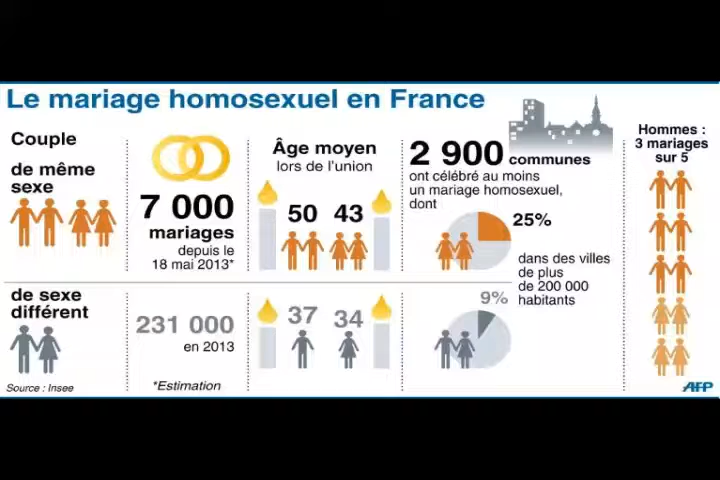 Le mariage homosexuel en France
Couple
de même
sexe
7 000
mariages
depuis le
18 mai 2013*
Âge moyen
lors de l'union
50 43
2 900 communes
ont célébré au moins
un mariage homosexuel,
dont
25%
dans des villes
de plus
de 200 000
habitants
Hommes :
3 mariages
sur 5
de sexe
différent
231 000
en 2013
37 34
9%
Source : Insee
*Estimation
AFP